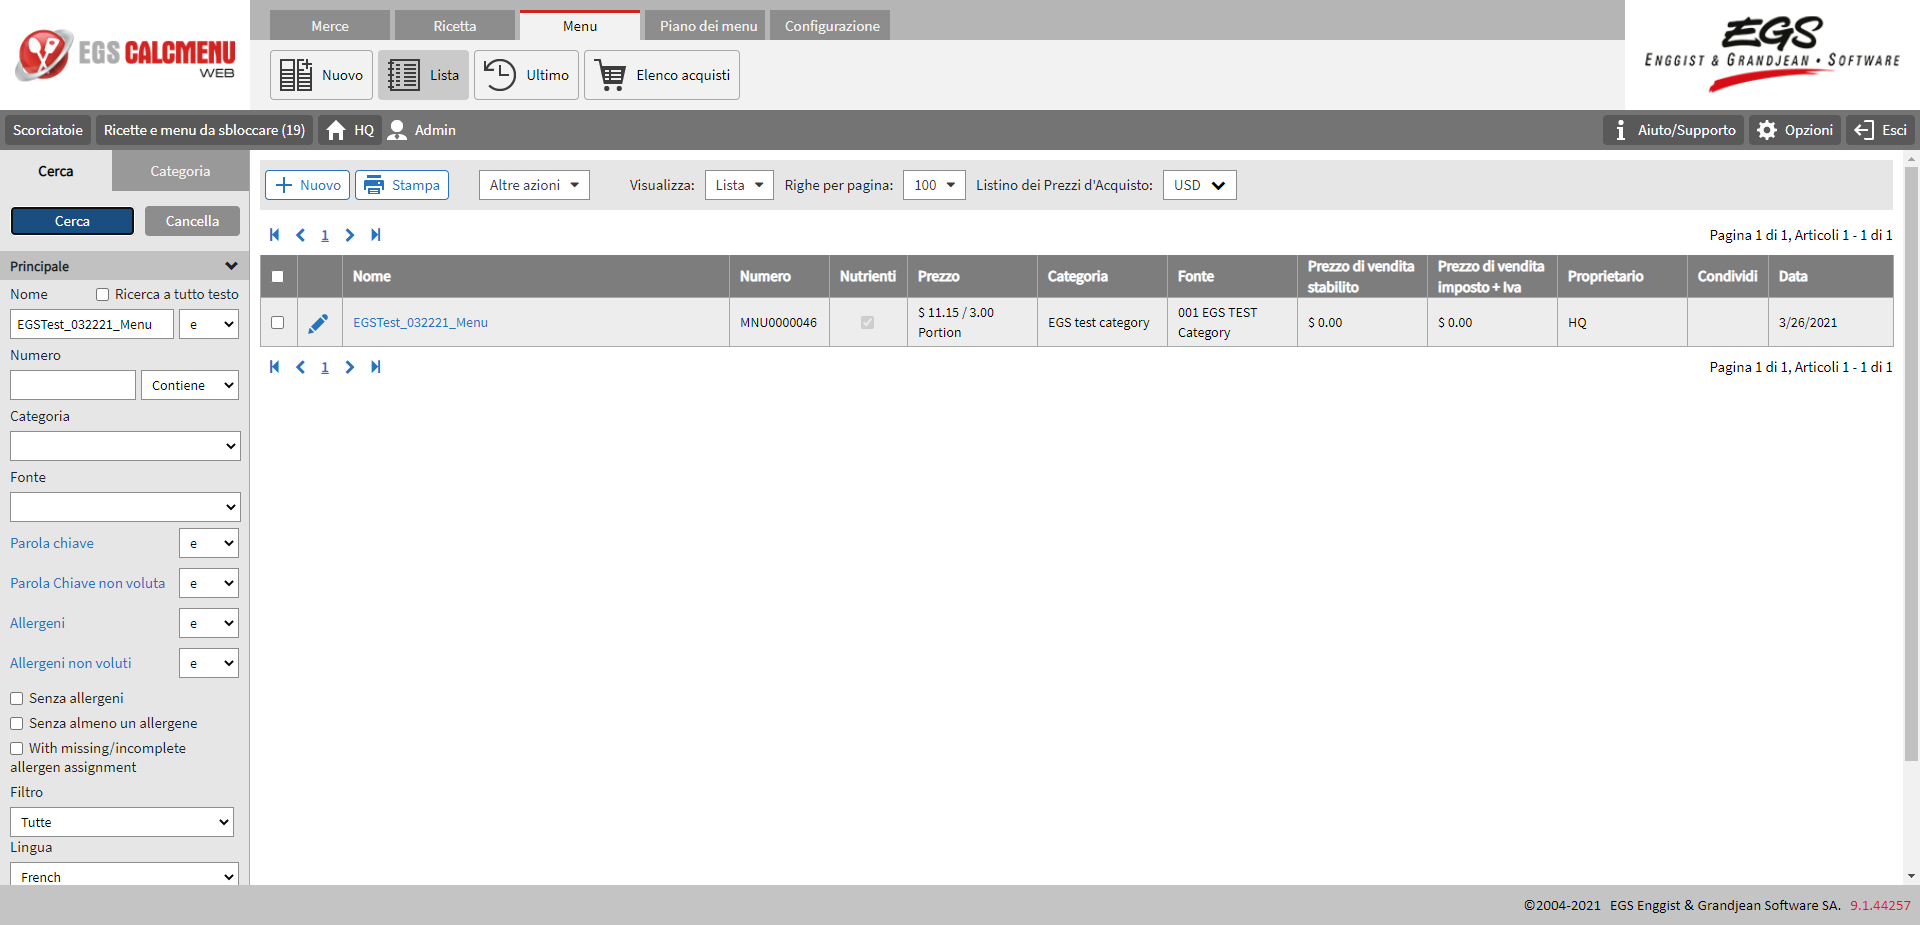 EGS CALCMENU
WEB
Merce
Ricetta
Menu
Piano dei menu
Configurazione
Nuovo
Lista
Ultimo
Elenco acquisti
EGS
ENGGIST & GRANDJEAN • SOFTWARE
Scorciatoie
Ricette e menu da sbloccare (19)
HQ
Admin
Aiuto/Supporto
Opzioni
Esci
Cerca
Categoria
Cerca
Cancella
Principale
Nome
Ricerca a tutto testo
EGSTest_032221_Menu
e
Numero
Contiene
Categoria
Fonte
Parola chiave
e
Parola Chiave non voluta
e
Allergeni
e
Allergeni non voluti
e
Senza allergeni
Senza almeno un allergene
With missing/incomplete
allergen assignment
Filtro
Tutte
Lingua
French
Nuovo
Stampa
Altre azioni
Visualizza:
Lista
Righe per pagina:
100
Listino dei Prezzi d'Acquisto:
USD
1
Pagina 1 di 1, Articoli 1 - 1 di 1
Nome
Numero
Nutrienti
Prezzo
Categoria
Fonte
Prezzo di vendita
stabilito
Prezzo di vendita
imposto + Iva
Proprietario
Condividi
Data
EGSTest_032221_Menu
MNU0000046
$ 11.15 / 3.00
Portion
EGS test category
001 EGS TEST
Category
$ 0.00
$ 0.00
HQ
3/26/2021
1
Pagina 1 di 1, Articoli 1 - 1 di 1
©2004-2021 EGS Enggist & Grandjean Software SA. 9.1.44257